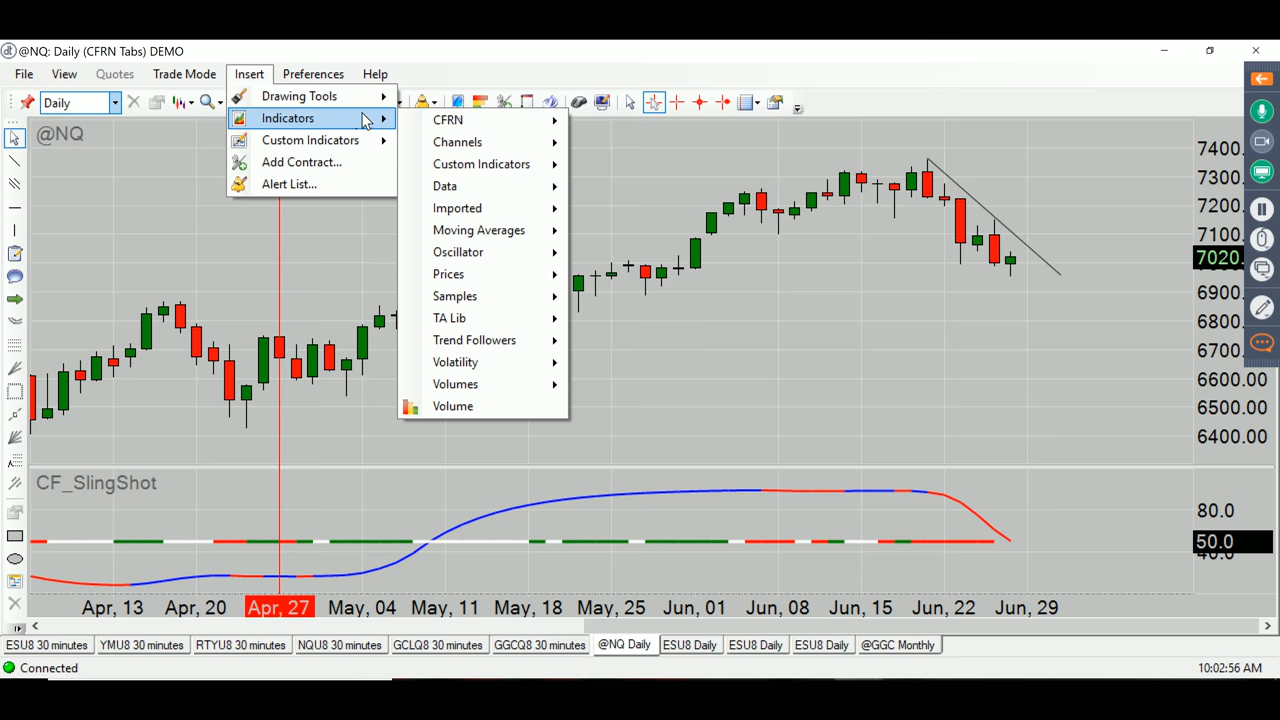 @NQ: Daily (CFRN Tabs) DEMO
File View Quotes Trade Mode Insert Preferences Help
Daily
Drawing Tools
Indicators
Custom Indicators
Add Contract...
Alert List...
CFRN
Channels
Custom Indicators
Data
Imported
Moving Averages
Oscillator
Prices
Samples
TA Lib
Trend Followers
Volatility
Volumes
Volume
@NQ
7400.
7300.
7200.
7100.
7020.
6900.
6800.
6700.
6600.00
6500.00
6400.00
CF_SlingShot
80.0
50.0
40.0
Apr, 13 Apr, 20 Apr, 27 May, 04 May, 11 May, 18 May, 25 Jun, 01 Jun, 08 Jun, 15 Jun, 22 Jun, 29
ESU8 30 minutes YMU8 30 minutes RTYU8 30 minutes NQU8 30 minutes GCLQ8 30 minutes GGCQ8 30 minutes @NQ Daily ESU8 Daily ESU8 Daily ESU8 Daily @GGC Monthly
Connected 10:02:56 AM